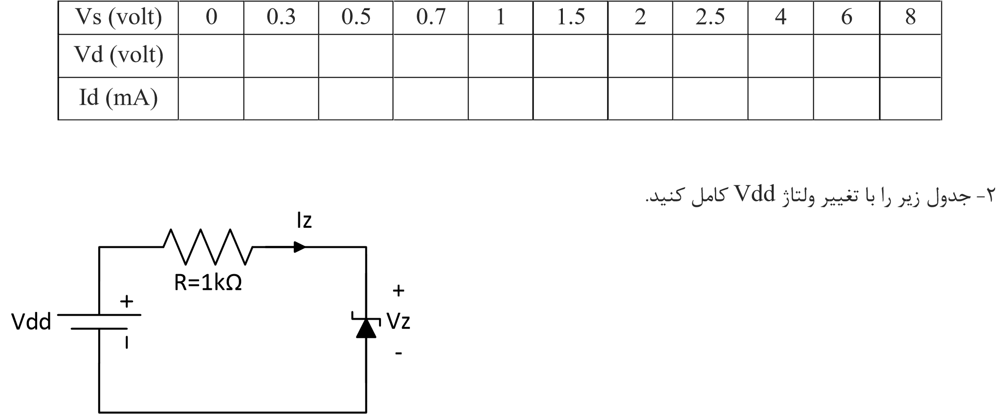 Vs (volt) 0 0.3 0.5 0.7 1 1.5 2 2.5 4 6 8
Vd (volt)
Id (mA)
۲- جدول زیر را با تغییر ولتاژ Vdd کامل کنید.
Iz
R=1kΩ
+
+
Vdd
Vz
-
-